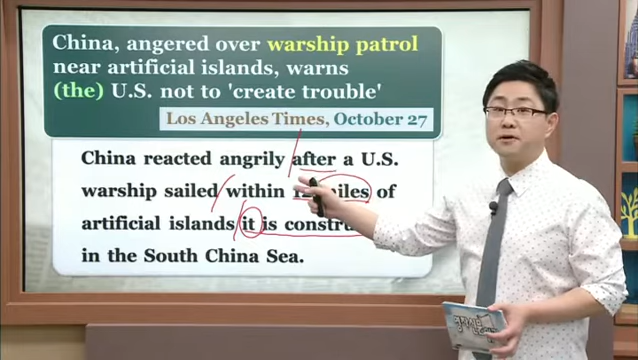 China, angered over warship patrol
near artificial islands, warns
(the) U.S. not to 'create trouble'
Los Angeles Times, October 27
China reacted angrily after a U.S.
warship sailed within 12 miles of
artificial islands it is
in the South China Sea.